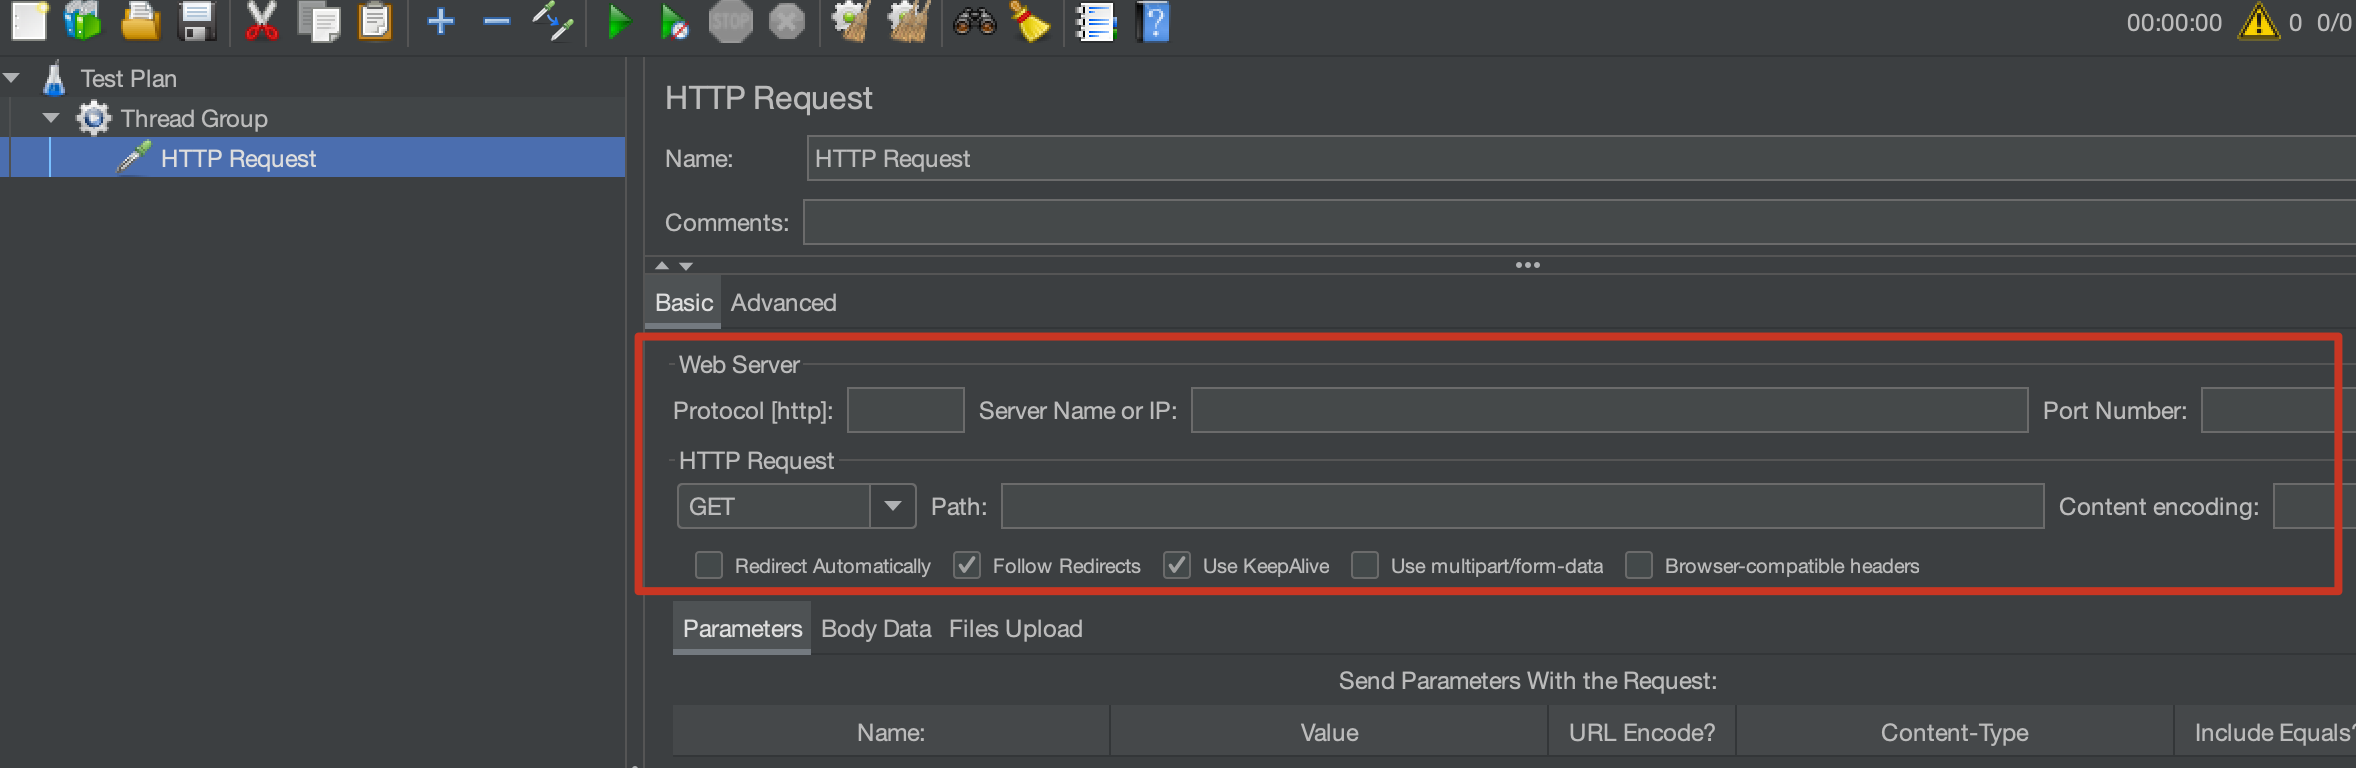 STOP
00:00:00 0 0/0
Test Plan
Thread Group
HTTP Request
HTTP Request
Name: HTTP Request
Comments:
Basic Advanced
Web Server
Protocol [http]: Server Name or IP: Port Number:
HTTP Request
GET Path: Content encoding:
Redirect Automatically Follow Redirects Use KeepAlive Use multipart/form-data Browser-compatible headers
Parameters Body Data Files Upload
Send Parameters With the Request:
Name: Value URL Encode? Content-Type Include Equals?